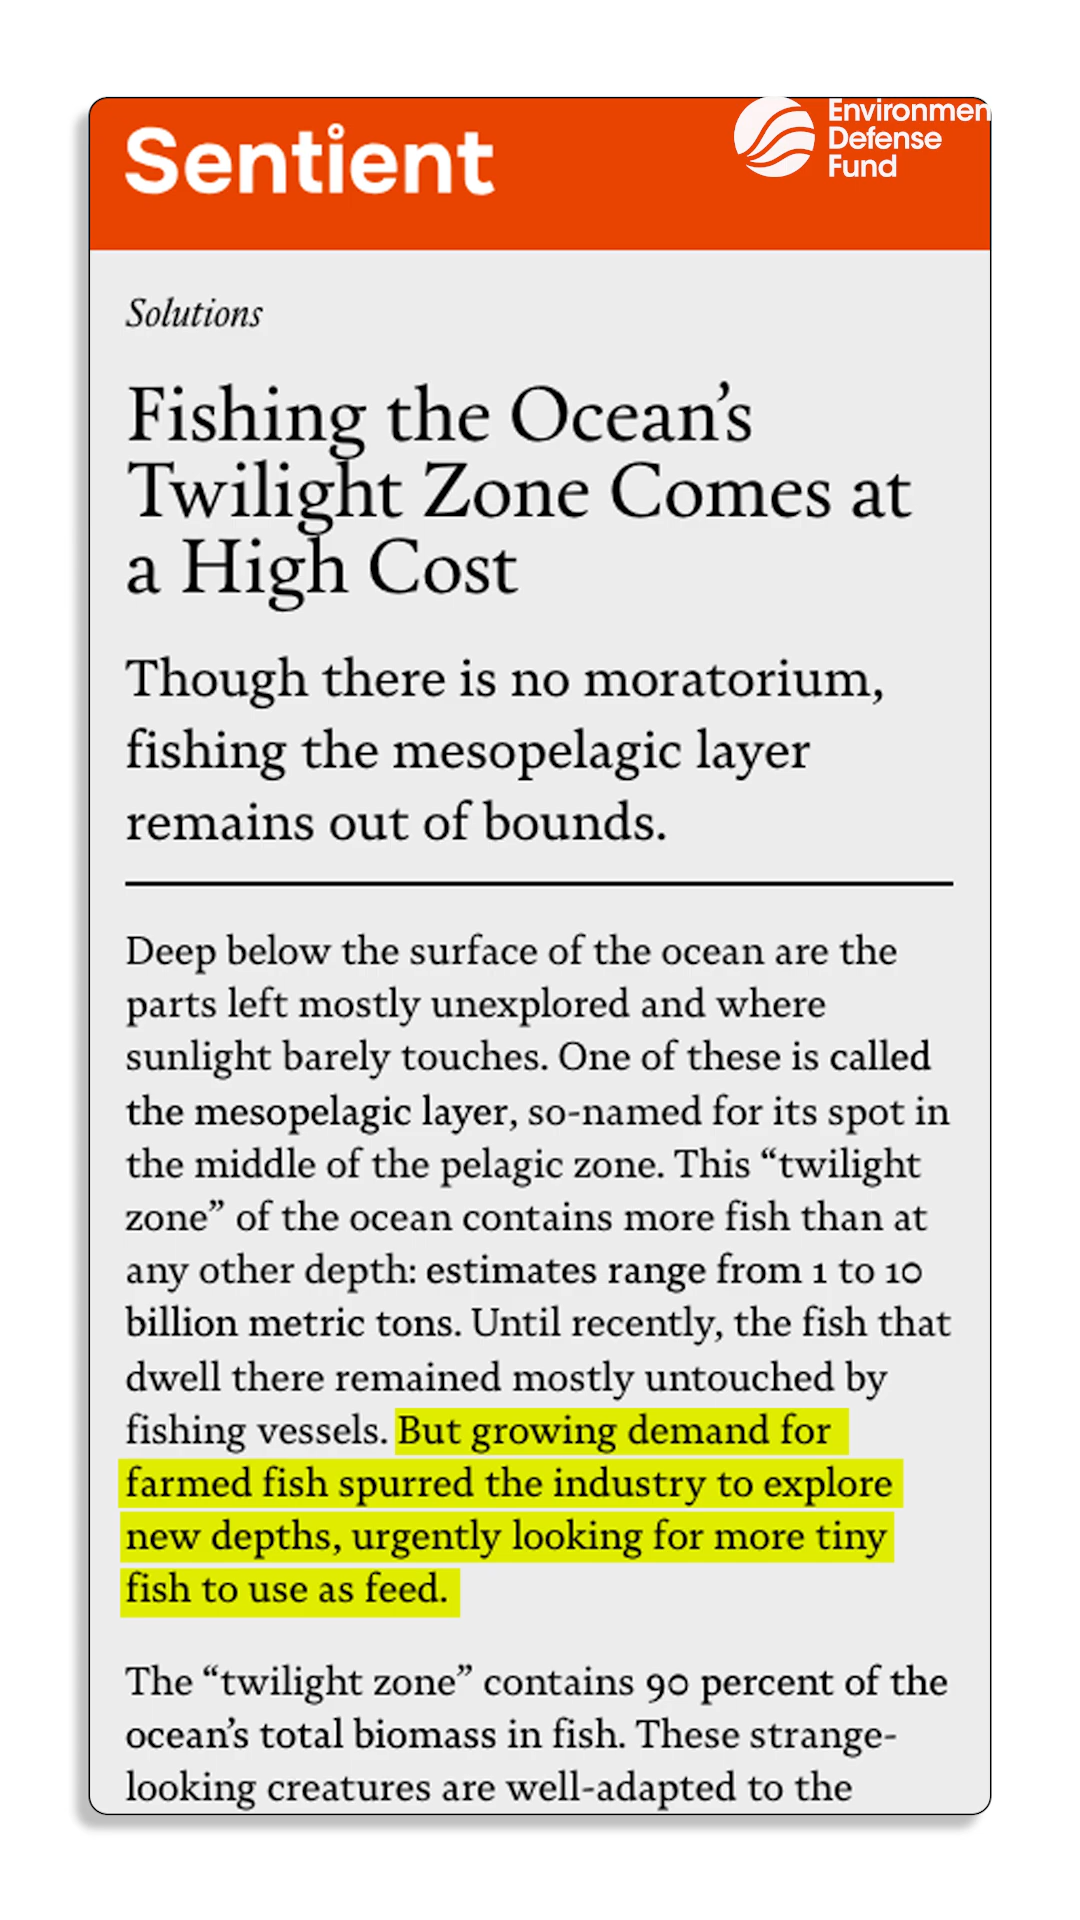 Sentient
Environmen
Defense
Fund
Solutions
Fishing the Ocean’s
Twilight Zone Comes at
a High Cost
Though there is no moratorium,
fishing the mesopelagic layer
remains out of bounds.
Deep below the surface of the ocean are the
parts left mostly unexplored and where
sunlight barely touches. One of these is called
the mesopelagic layer, so-named for its spot in
the middle of the pelagic zone. This “twilight
zone” of the ocean contains more fish than at
any other depth: estimates range from 1 to 10
billion metric tons. Until recently, the fish that
dwell there remained mostly untouched by
fishing vessels. But growing demand for
farmed fish spurred the industry to explore
new depths, urgently looking for more tiny
fish to use as feed.
The “twilight zone” contains 90 percent of the
ocean’s total biomass in fish. These strange-
looking creatures are well-adapted to the